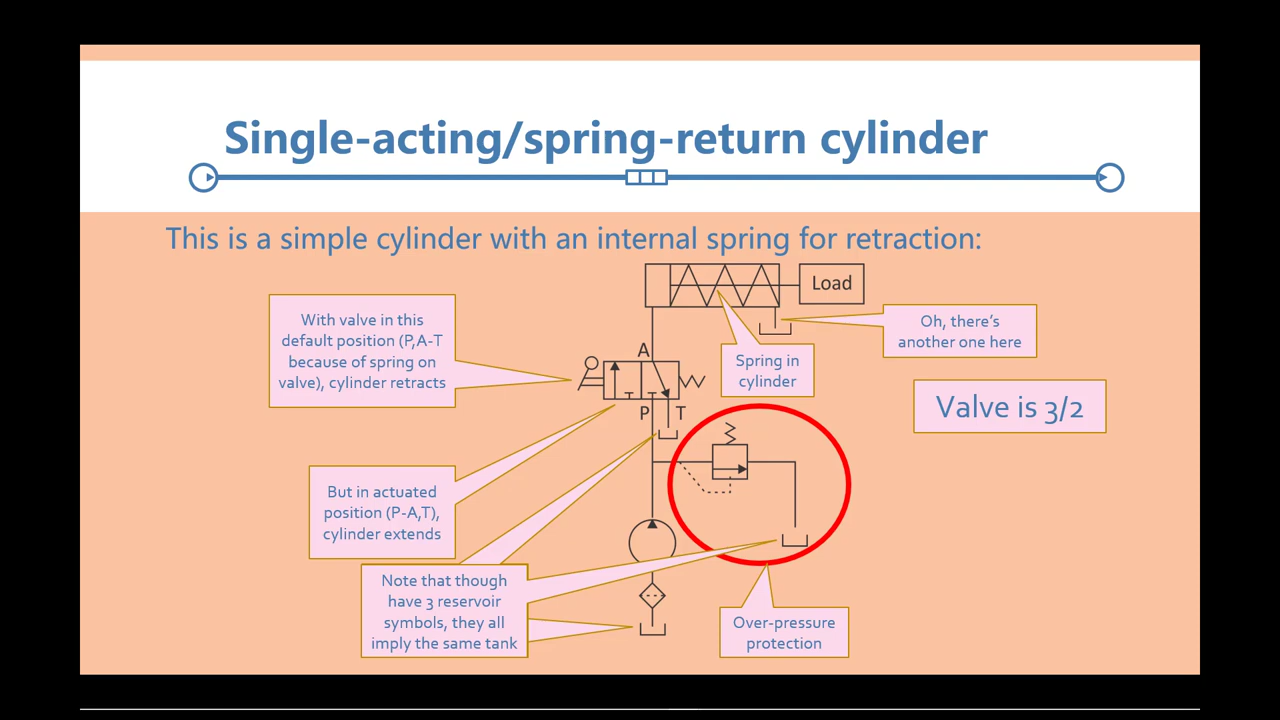 Single-acting/spring-return cylinder
This is a simple cylinder with an internal spring for retraction:
Load
With valve in this
default position (P,A-T
because of spring on
valve), cylinder retracts
Oh, there's
another one here
A
Spring in
cylinder
Valve is 3/2
P
T
But in actuated
position (P-A,T),
cylinder extends
Note that though
have 3 reservoir
symbols, they all
imply the same tank
Over-pressure
protection